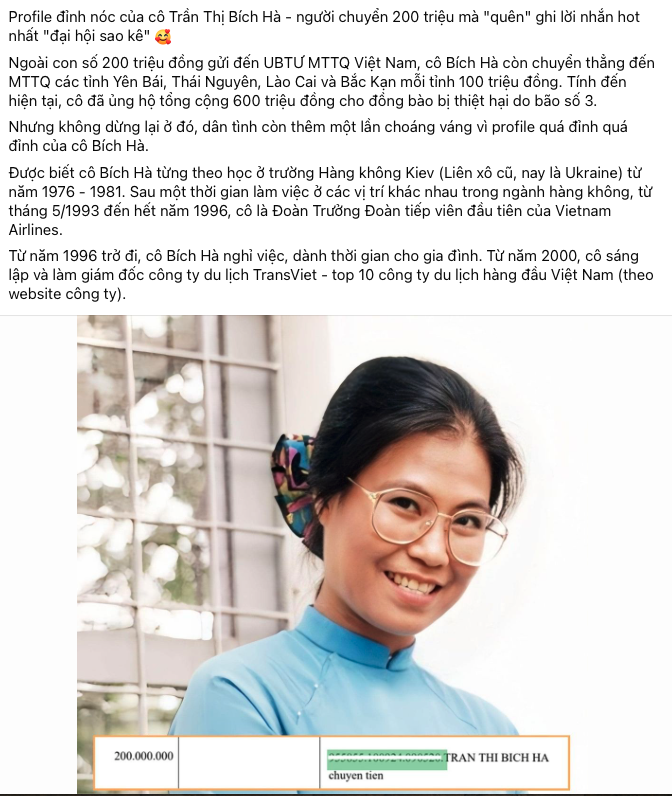 Profile đỉnh nóc của cô Trần Thị Bích Hà - người chuyển 200 triệu mà "quên" ghi lời nhắn hot
nhất "đại hội sao kê" 🥰
Ngoài con số 200 triệu đồng gửi đến UBTƯ MTTQ Việt Nam, cô Bích Hà còn chuyển thẳng đến
MTTQ các tỉnh Yên Bái, Thái Nguyên, Lào Cai và Bắc Kạn mỗi tỉnh 100 triệu đồng. Tính đến
hiện tại, cô đã ủng hộ tổng cộng 600 triệu đồng cho đồng bào bị thiệt hại do bão số 3.
Nhưng không dừng lại ở đó, dân tình còn thêm một lần choáng váng vì profile quá đỉnh quá
đỉnh của cô Bích Hà.
Được biết cô Bích Hà từng theo học ở trường Hàng không Kiev (Liên xô cũ, nay là Ukraine) từ
năm 1976 - 1981. Sau một thời gian làm việc ở các vị trí khác nhau trong ngành hàng không, từ
tháng 5/1993 đến hết năm 1996, cô là Đoàn Trưởng Đoàn tiếp viên đầu tiên của Vietnam
Airlines.
Từ năm 1996 trở đi, cô Bích Hà nghỉ việc, dành thời gian cho gia đình. Từ năm 2000, cô sáng
lập và làm giám đốc công ty du lịch TransViet - top 10 công ty du lịch hàng đầu Việt Nam (theo
website công ty).
200.000.000
TRAN THI BICH HA
chuyen tien